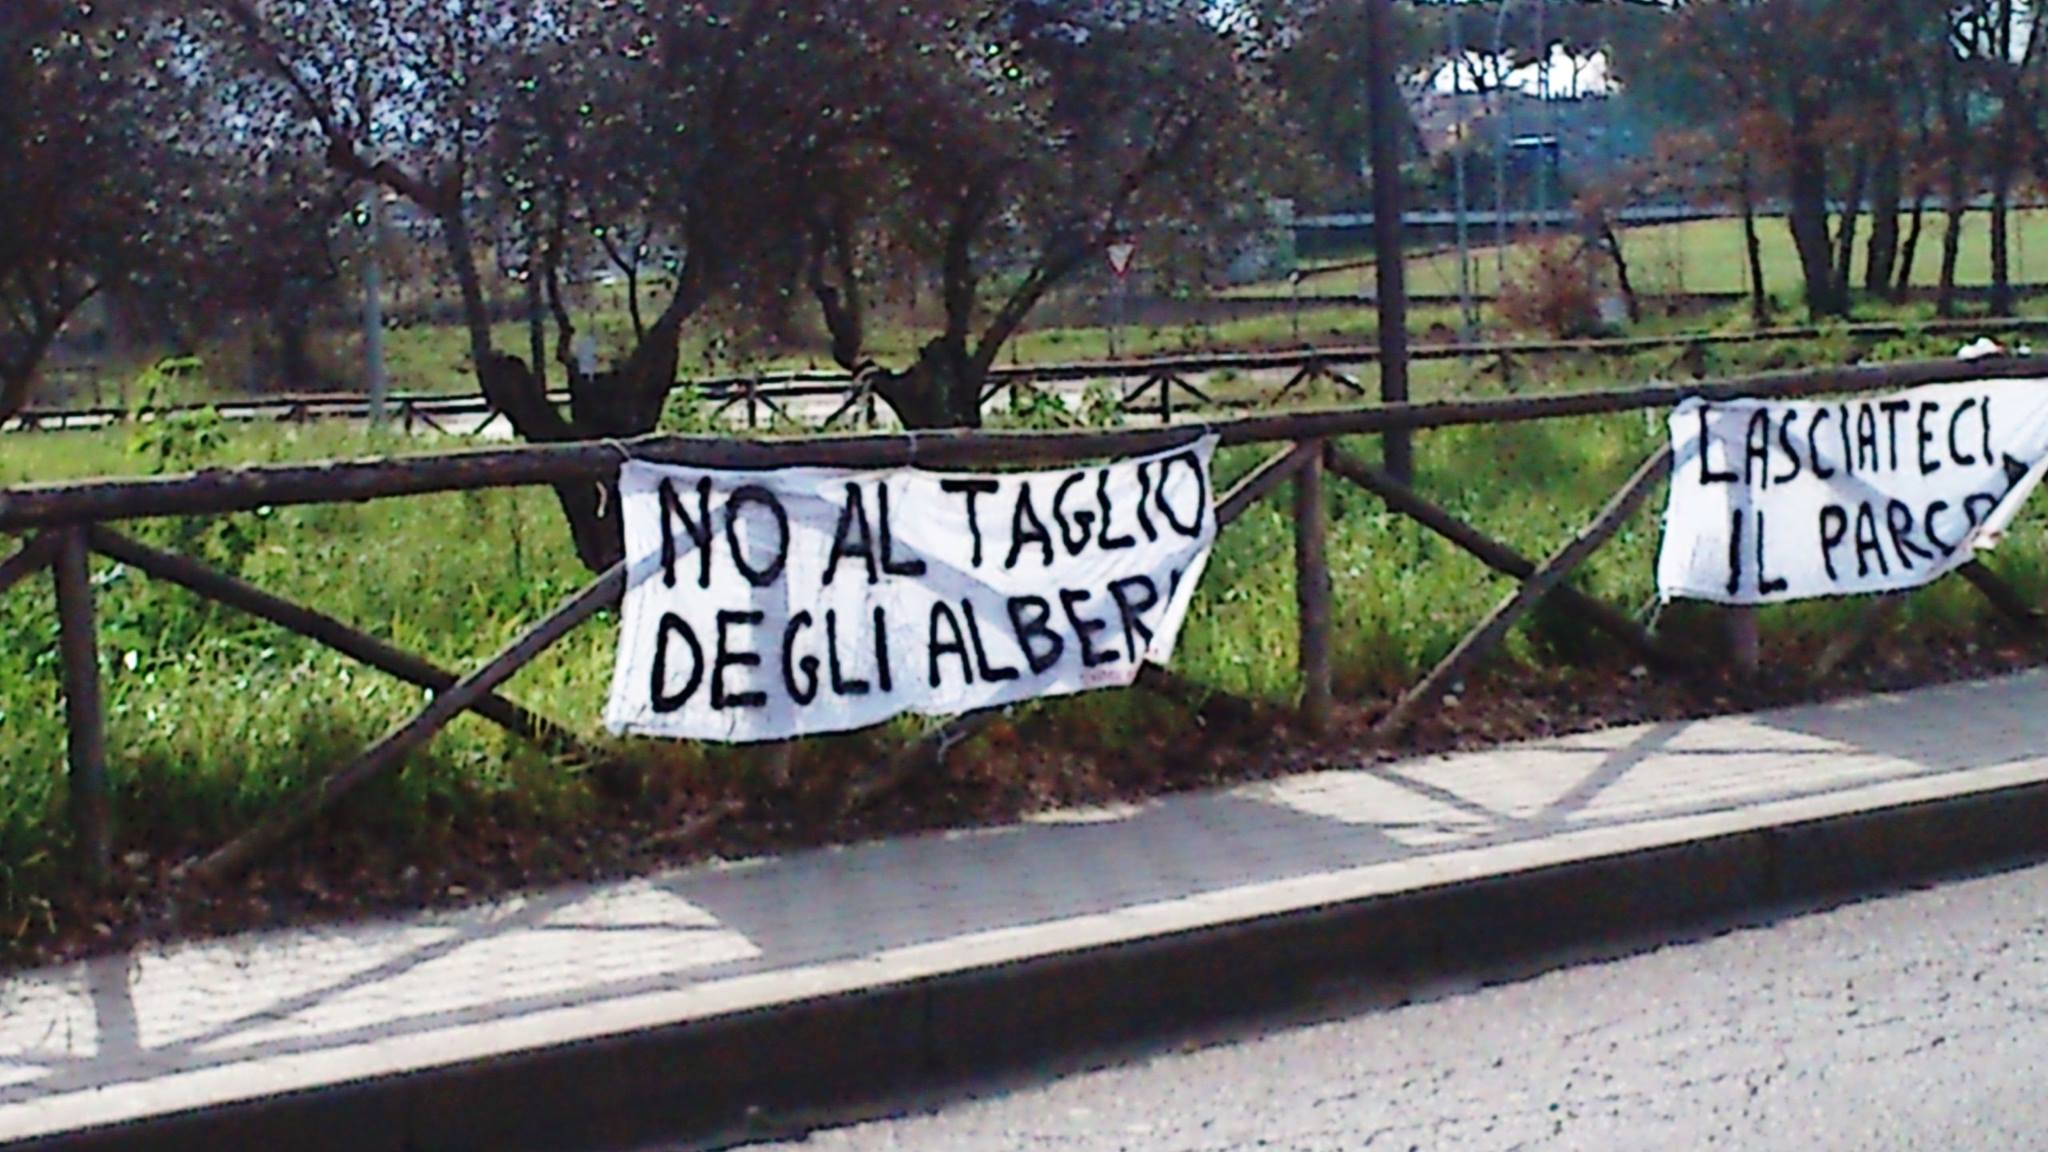 NO AL TAGLIO
DEGLI ALBERI
LASCIATECI
IL PARCO